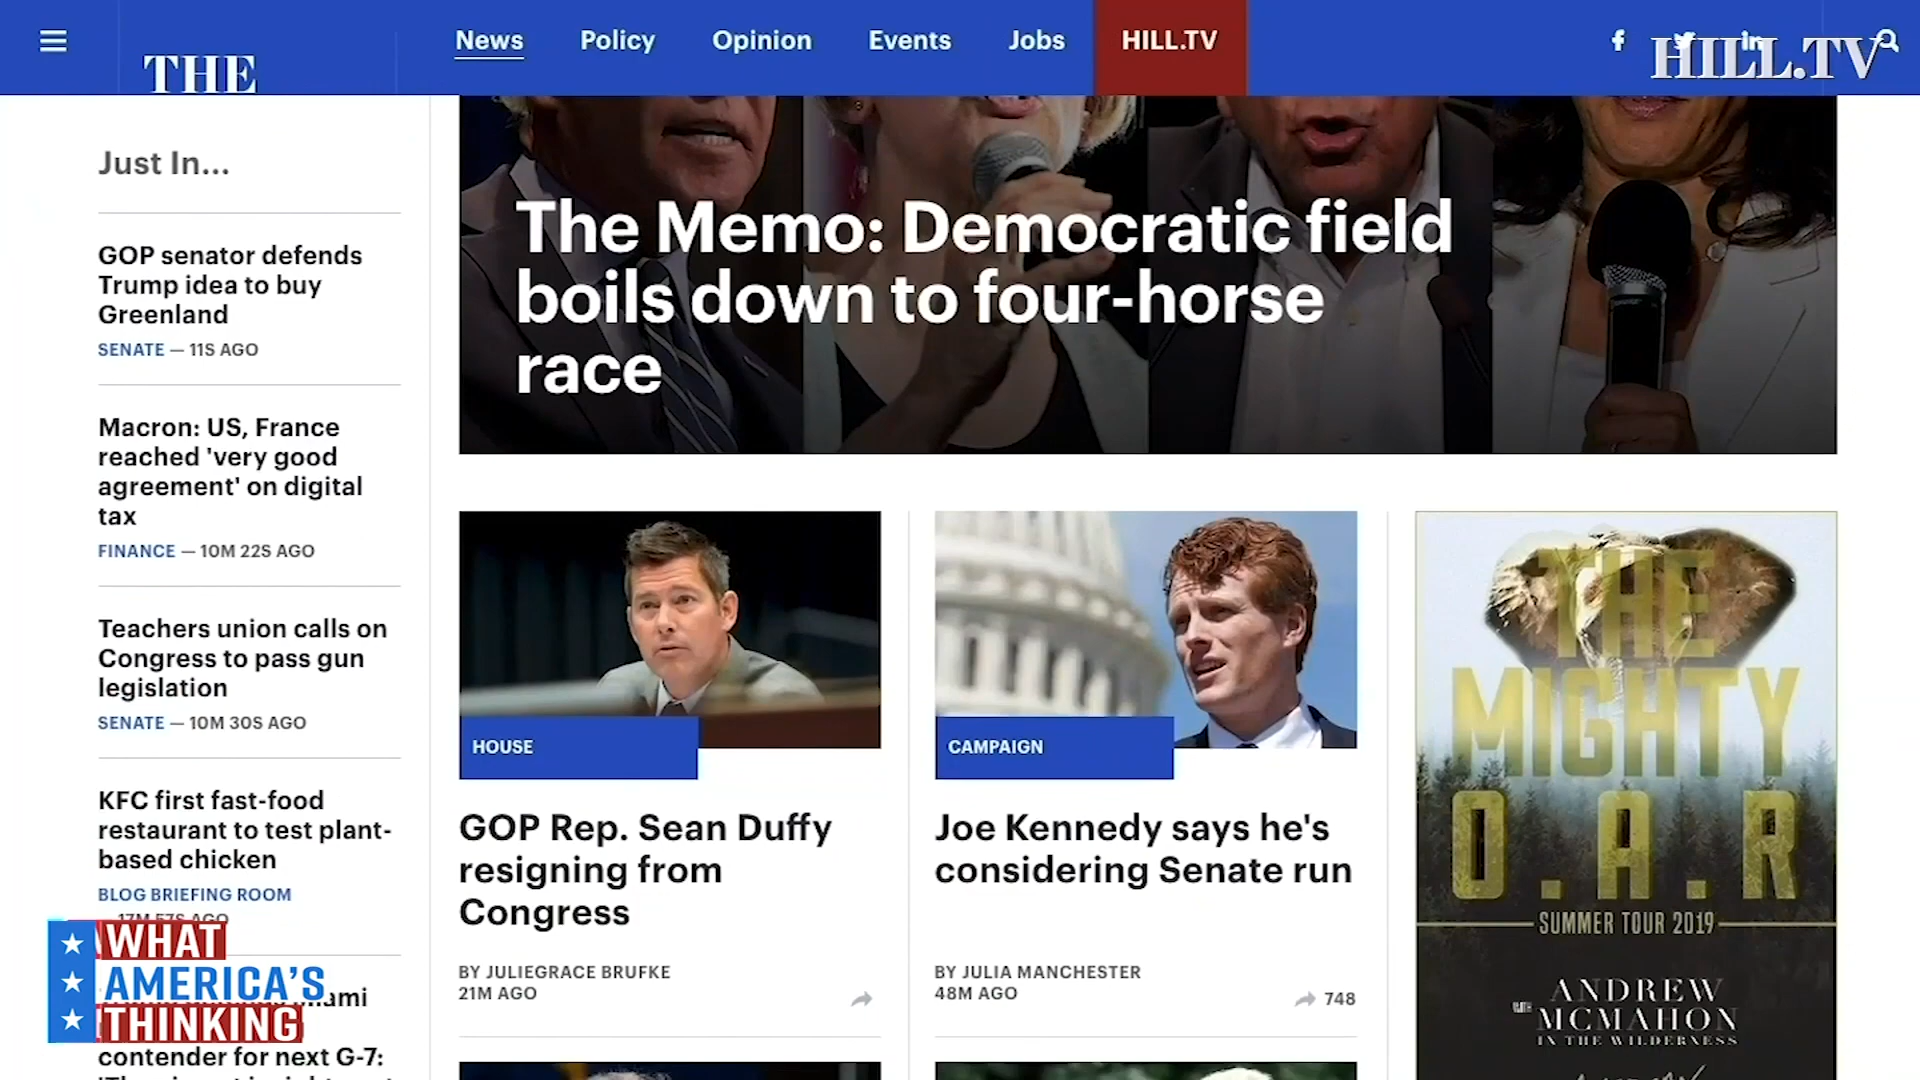 News
Policy
Opinion
Events
Jobs
HILL.TV
HILL.TV
THE
Just In...
GOP senator defends
Trump idea to buy
Greenland
SENATE — 11S AGO
Macron: US, France
reached 'very good
agreement' on digital
tax
FINANCE — 10M 22S AGO
Teachers union calls on
Congress to pass gun
legislation
SENATE — 10M 30S AGO
KFC first fast-food
restaurant to test plant-
based chicken
BLOG BRIEFING ROOM
— 17M 57S AGO
contender for next G-7:
WHAT
AMERICA'S
THINKING
The Memo: Democratic field
boils down to four-horse
race
HOUSE
GOP Rep. Sean Duffy
resigning from
Congress
BY JULIEGRACE BRUFKE
21M AGO
CAMPAIGN
Joe Kennedy says he's
considering Senate run
BY JULIA MANCHESTER
48M AGO
748
THE
MIGHTY
O.A.R
SUMMER TOUR 2019
WITH ANDREW
MCMAHON
IN THE WILDERNESS